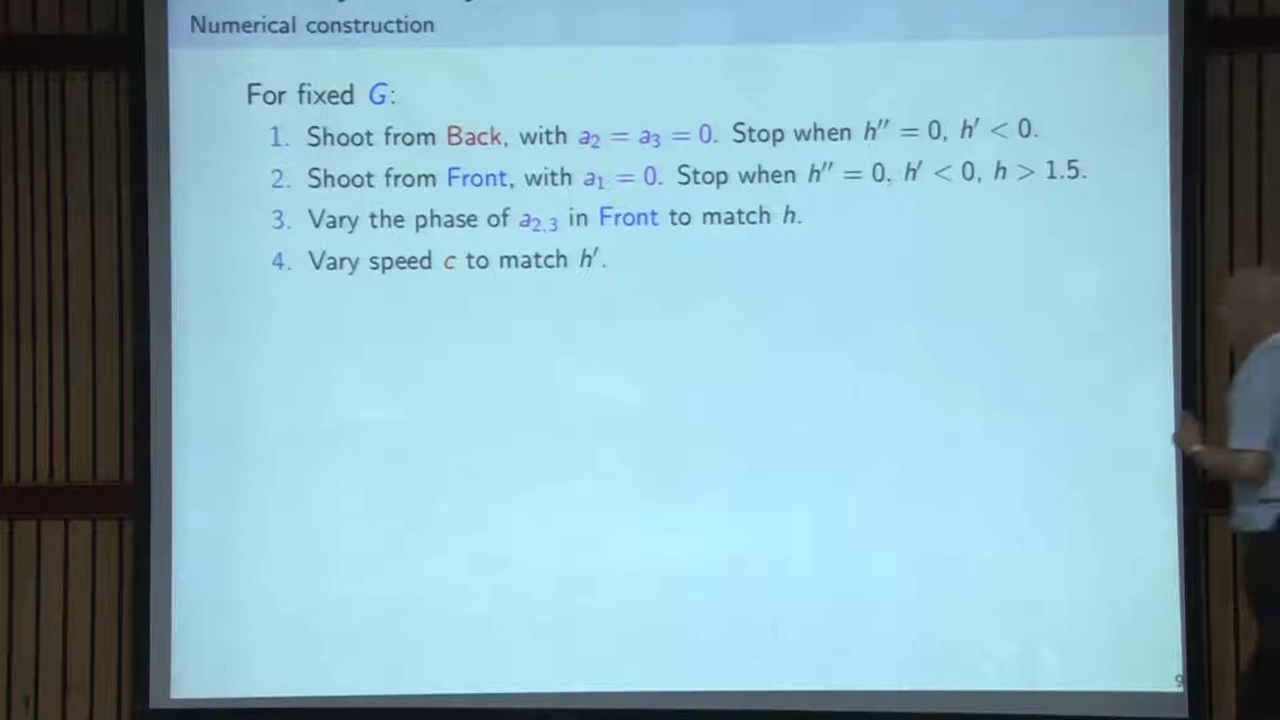 Numerical construction
For fixed G:
1. Shoot from Back, with a₂ = a₃ = 0. Stop when h″ = 0, h′ < 0.
2. Shoot from Front, with a₁ = 0. Stop when h″ = 0, h′ < 0, h > 1.5.
3. Vary the phase of a₂,₃ in Front to match h.
4. Vary speed c to match h′.
9